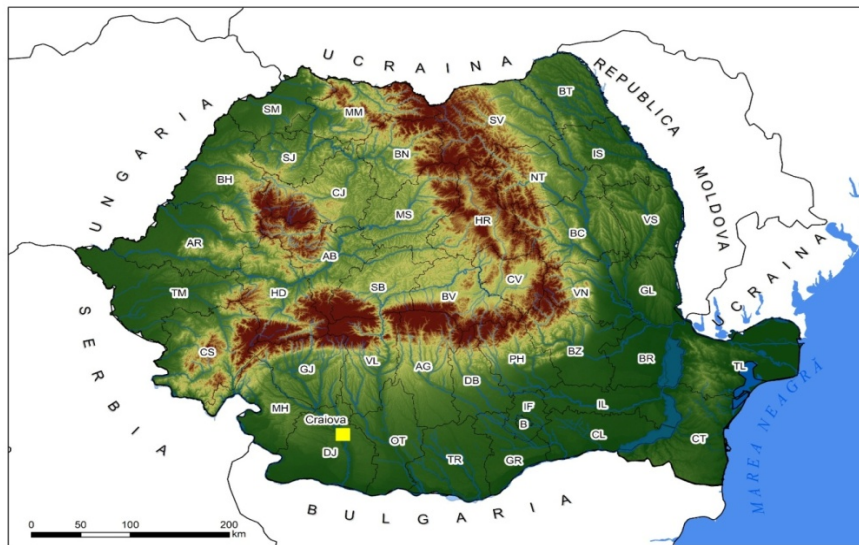 UCRAINA
REPUBLICA MOLDOVA
UNGARIA
BT
SM
MM
SV
SJ
BN
IS
BH
CJ
NT
MS
HR
BC
VS
AR
AB
TM
HD
SB
BV
CV
VN
GL
UCRAINA
SERBIA
CS
GJ
VL
AG
PH
BZ
BR
TL
DB
MH
Craiova
IF
IL
B
DJ
OT
TR
GR
CL
CT
MAREA NEAGRĂ
BULGARIA
0 50 100 200
km